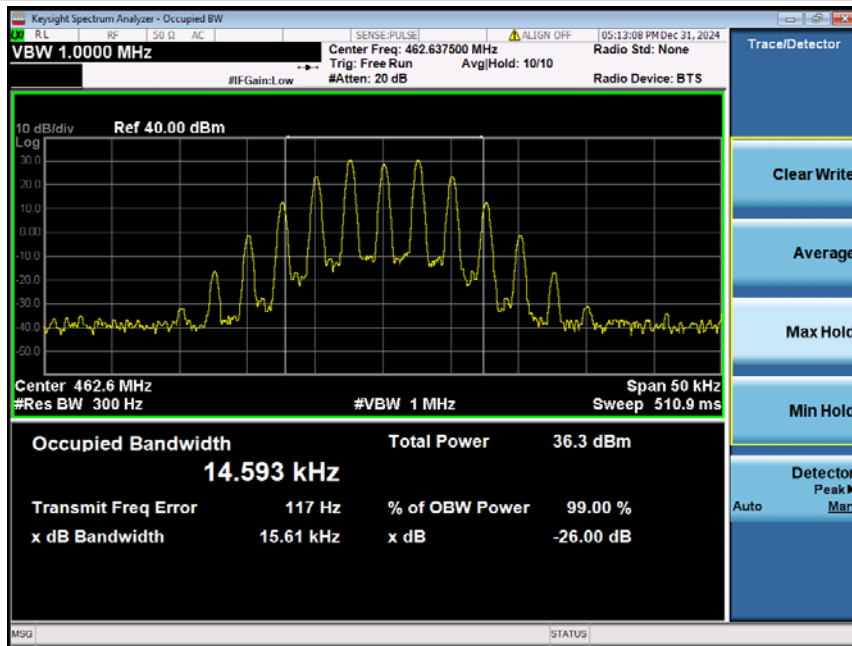 Keysight Spectrum Analyzer - Occupied BW
RL RF 50 Ω AC SENSE:PULSE ALIGN OFF 05:13:08 PM Dec 31, 2024
VBW 1.0000 MHz
Center Freq: 462.637500 MHz Radio Std: None
Trig: Free Run Avg|Hold: 10/10
#IFGain:Low #Atten: 20 dB Radio Device: BTS
Trace/Detector
10 dB/div Ref 40.00 dBm
Log
30.0
20.0
10.0
0.00
-10.0
-20.0
-30.0
-40.0
-50.0
Center 462.6 MHz Span 50 kHz
#Res BW 300 Hz #VBW 1 MHz Sweep 510.9 ms
Occupied Bandwidth Total Power 36.3 dBm
14.593 kHz
Transmit Freq Error 117 Hz % of OBW Power 99.00 %
x dB Bandwidth 15.61 kHz x dB -26.00 dB
Clear Write
Average
Max Hold
Min Hold
Detector
Peak
Auto Man
MSG STATUS